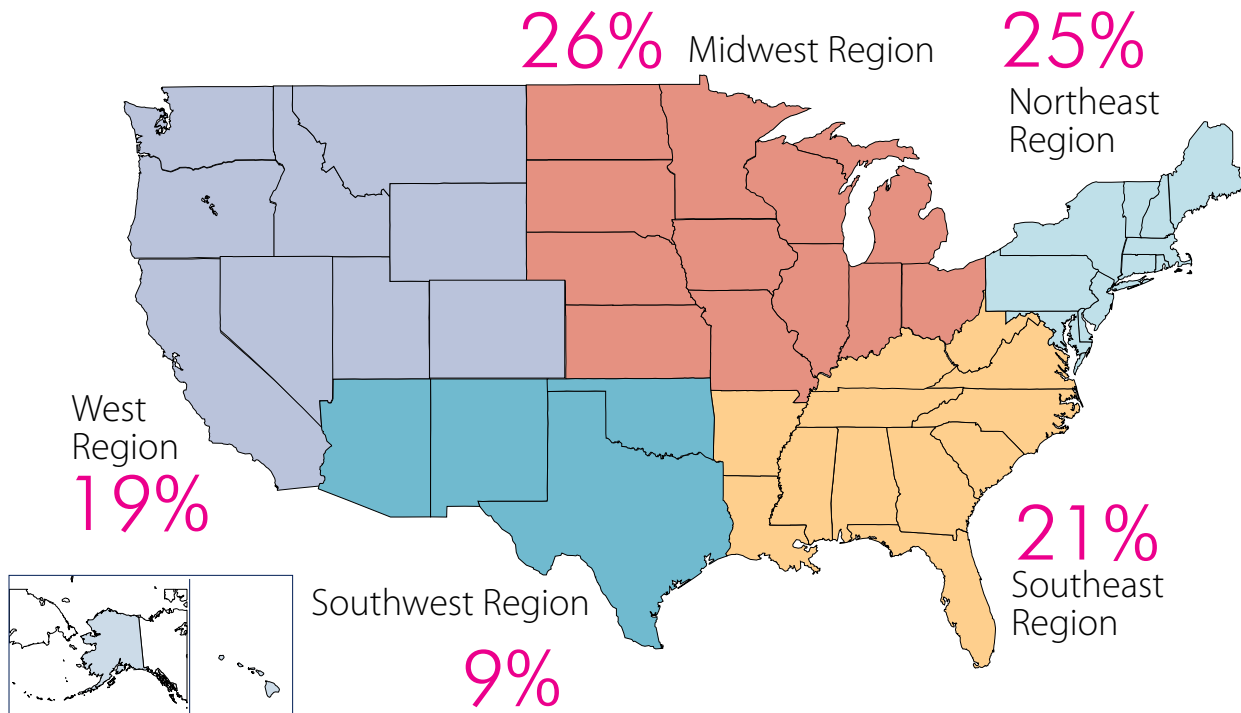 26% Midwest Region
25%
Northeast
Region
West
Region
19%
21%
Southeast
Region
Southwest Region
9%